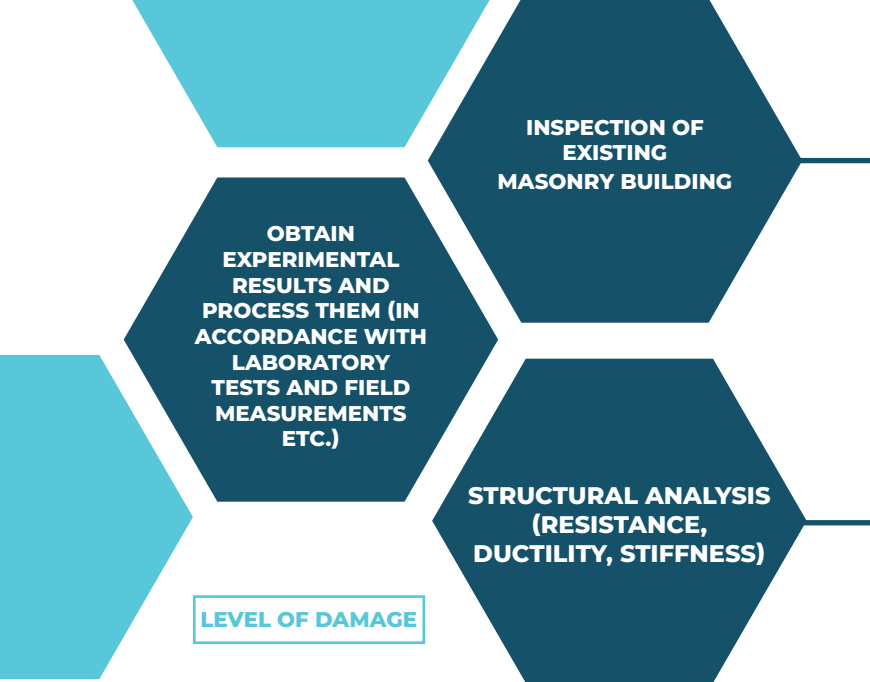 INSPECTION OF
EXISTING
MASONRY BUILDING
OBTAIN
EXPERIMENTAL
RESULTS AND
PROCESS THEM (IN
ACCORDANCE WITH
LABORATORY
TESTS AND FIELD
MEASUREMENTS
ETC.)
STRUCTURAL ANALYSIS
(RESISTANCE,
DUCTILITY, STIFFNESS)
LEVEL OF DAMAGE